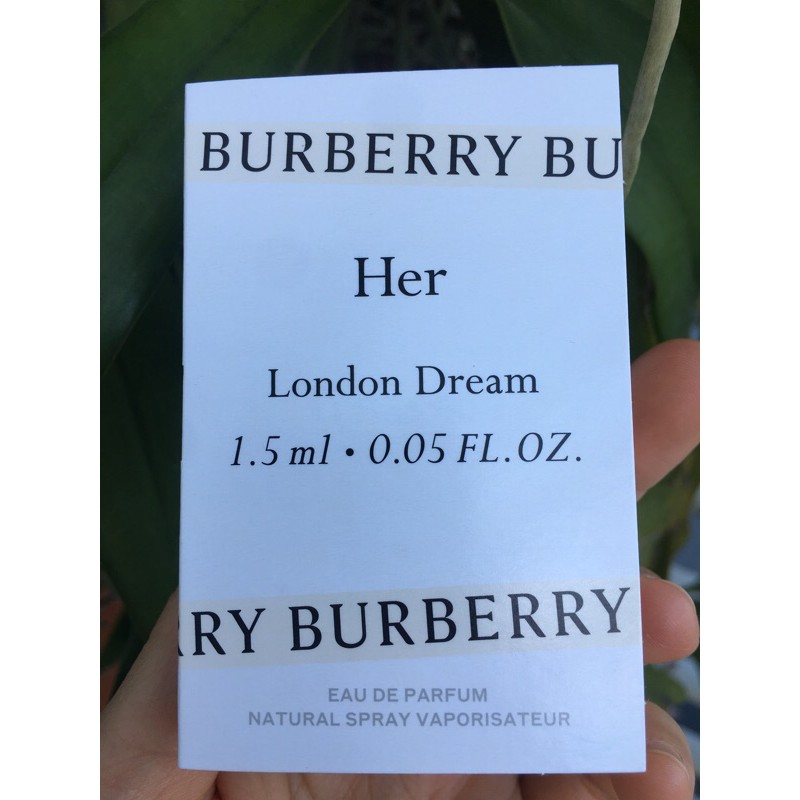 BURBERRY BU
Her
London Dream
1.5 ml • 0.05 FL.OZ.
RY BURBERRY
EAU DE PARFUM
NATURAL SPRAY VAPORISATEUR